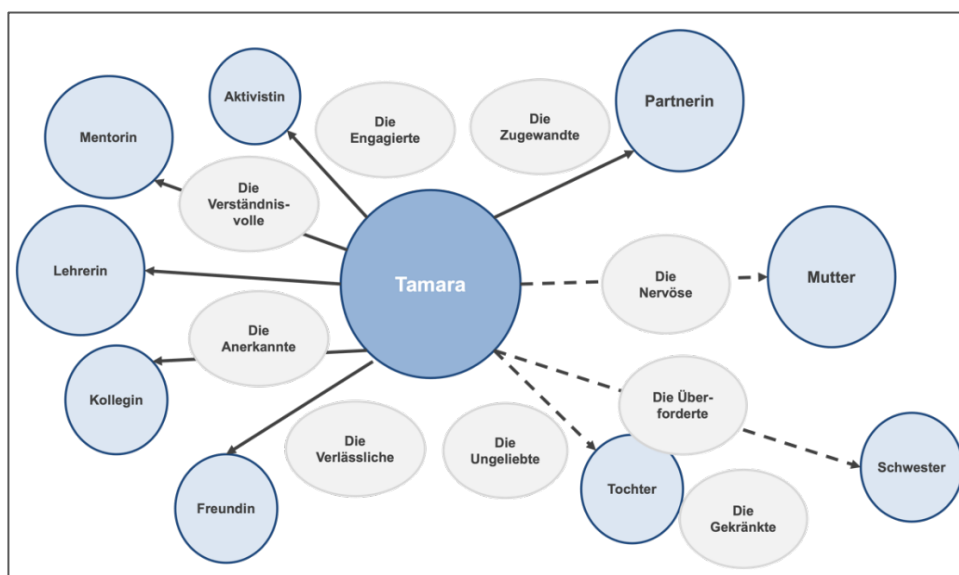 Aktivistin
Die
Engagierte
Die
Zugewandte
Partnerin
Mentorin
Die
Verständnis-
volle
Lehrerin
Tamara
Die
Nervöse
Mutter
Die
Anerkannte
Kollegin
Die Über-
forderte
Die
Verlässliche
Die
Ungeliebte
Schwester
Freundin
Tochter
Die
Gekränkte